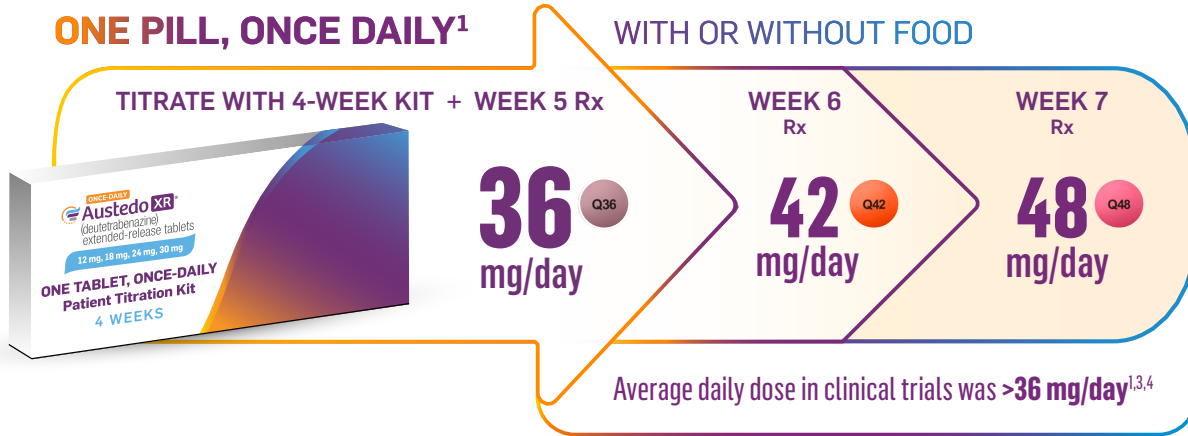 ONE PILL, ONCE DAILY¹
WITH OR WITHOUT FOOD
TITRATE WITH 4-WEEK KIT + WEEK 5 Rx
ONCE-DAILY
Austedo XR®
(deutetrabenazine)
extended-release tablets
12 mg, 18 mg, 24 mg, 30 mg
ONE TABLET, ONCE-DAILY
Patient Titration Kit
4 WEEKS
36
Q36
mg/day
WEEK 6
Rx
42
Q42
mg/day
WEEK 7
Rx
48
Q48
mg/day
Average daily dose in clinical trials was >36 mg/day¹,³,⁴